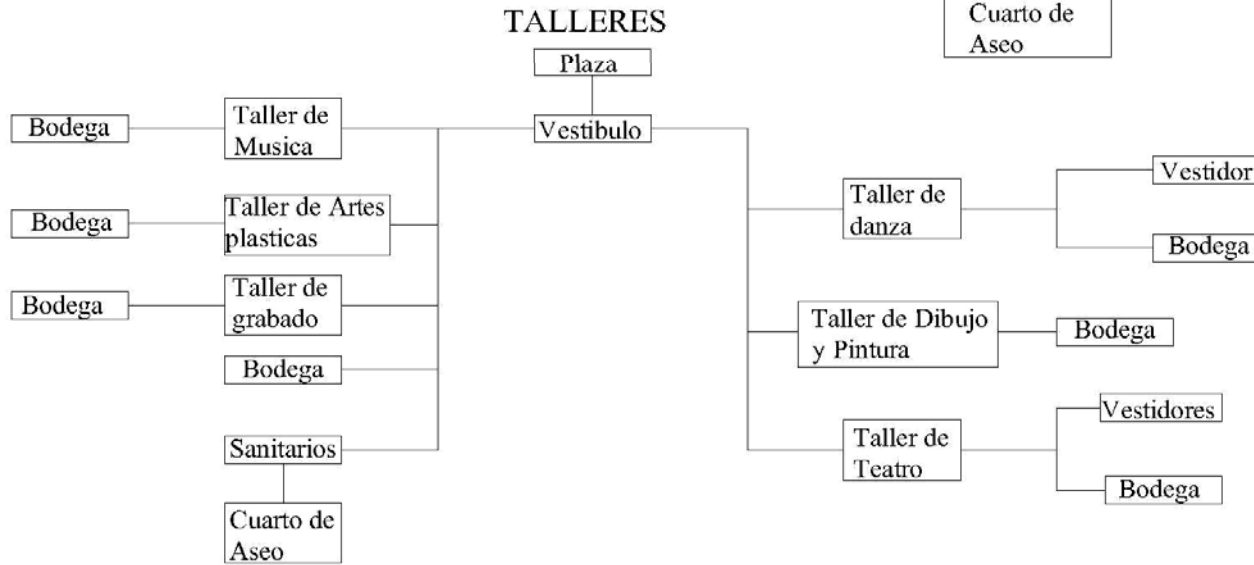 Cuarto de
Aseo
TALLERES
Plaza
Vestibulo
Bodega
Taller de
Musica
Bodega
Taller de Artes
plasticas
Bodega
Taller de
grabado
Bodega
Sanitarios
Cuarto de
Aseo
Taller de
danza
Vestidor
Bodega
Taller de Dibujo
y Pintura
Bodega
Taller de
Teatro
Vestidores
Bodega